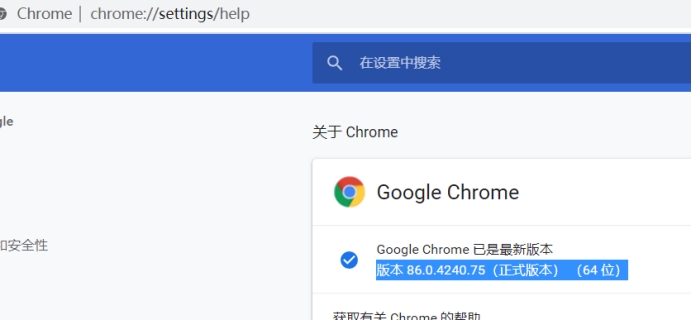 Chrome | chrome://settings/help
在设置中搜索
gle
关于 Chrome
Google Chrome
和安全性
Google Chrome 已是最新版本
版本 86.0.4240.75（正式版本） （64 位）
获取有关 Chrome 的帮助